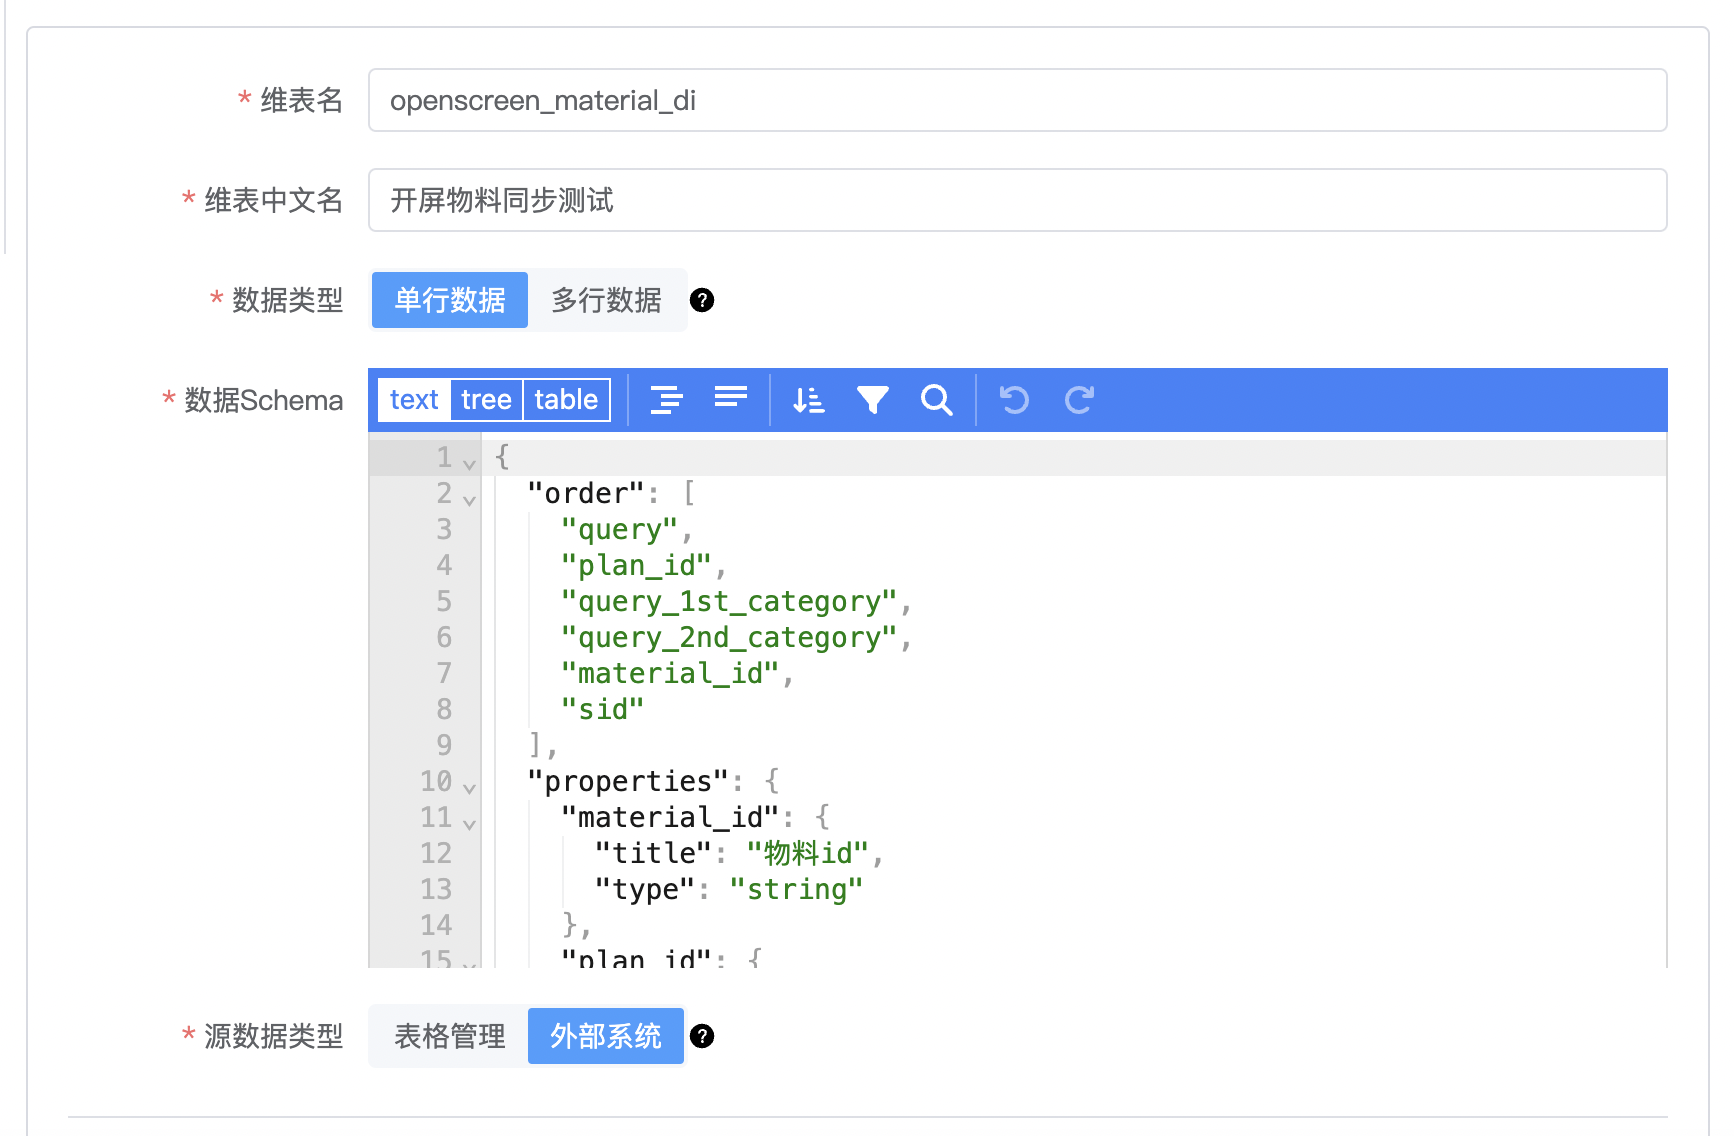 * 维表名 openscreen_material_di
* 维表中文名 开屏物料同步测试
* 数据类型 单行数据 多行数据 ?
* 数据Schema text tree table
1 {
2 "order": [
3 "query",
4 "plan_id",
5 "query_1st_category",
6 "query_2nd_category",
7 "material_id",
8 "sid"
9 ],
10 "properties": {
11 "material_id": {
12 "title": "物料id",
13 "type": "string"
14 },
15 "plan_id": {
* 源数据类型 表格管理 外部系统 ?